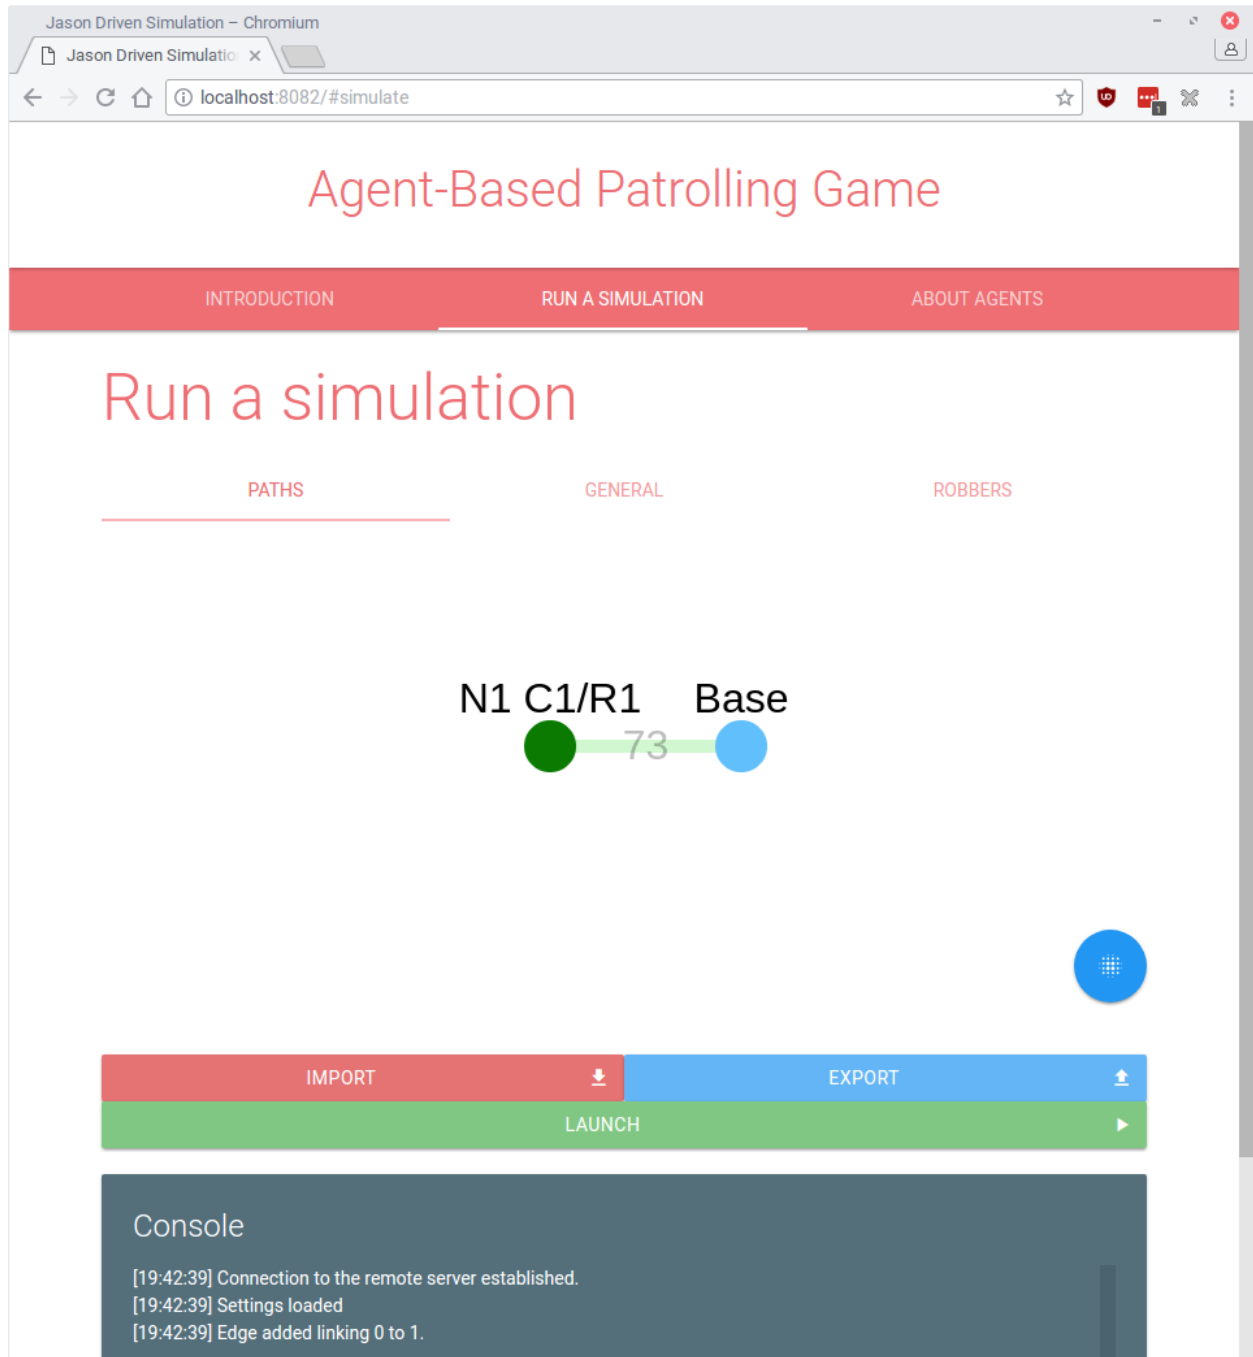 Jason Driven Simulation – Chromium
Jason Driven Simulatio
localhost:8082/#simulate
1
Agent-Based Patrolling Game
INTRODUCTION RUN A SIMULATION ABOUT AGENTS
Run a simulation
PATHS GENERAL ROBBERS
N1 C1/R1 Base
73
IMPORT EXPORT
LAUNCH
Console
[19:42:39] Connection to the remote server established.
[19:42:39] Settings loaded
[19:42:39] Edge added linking 0 to 1.